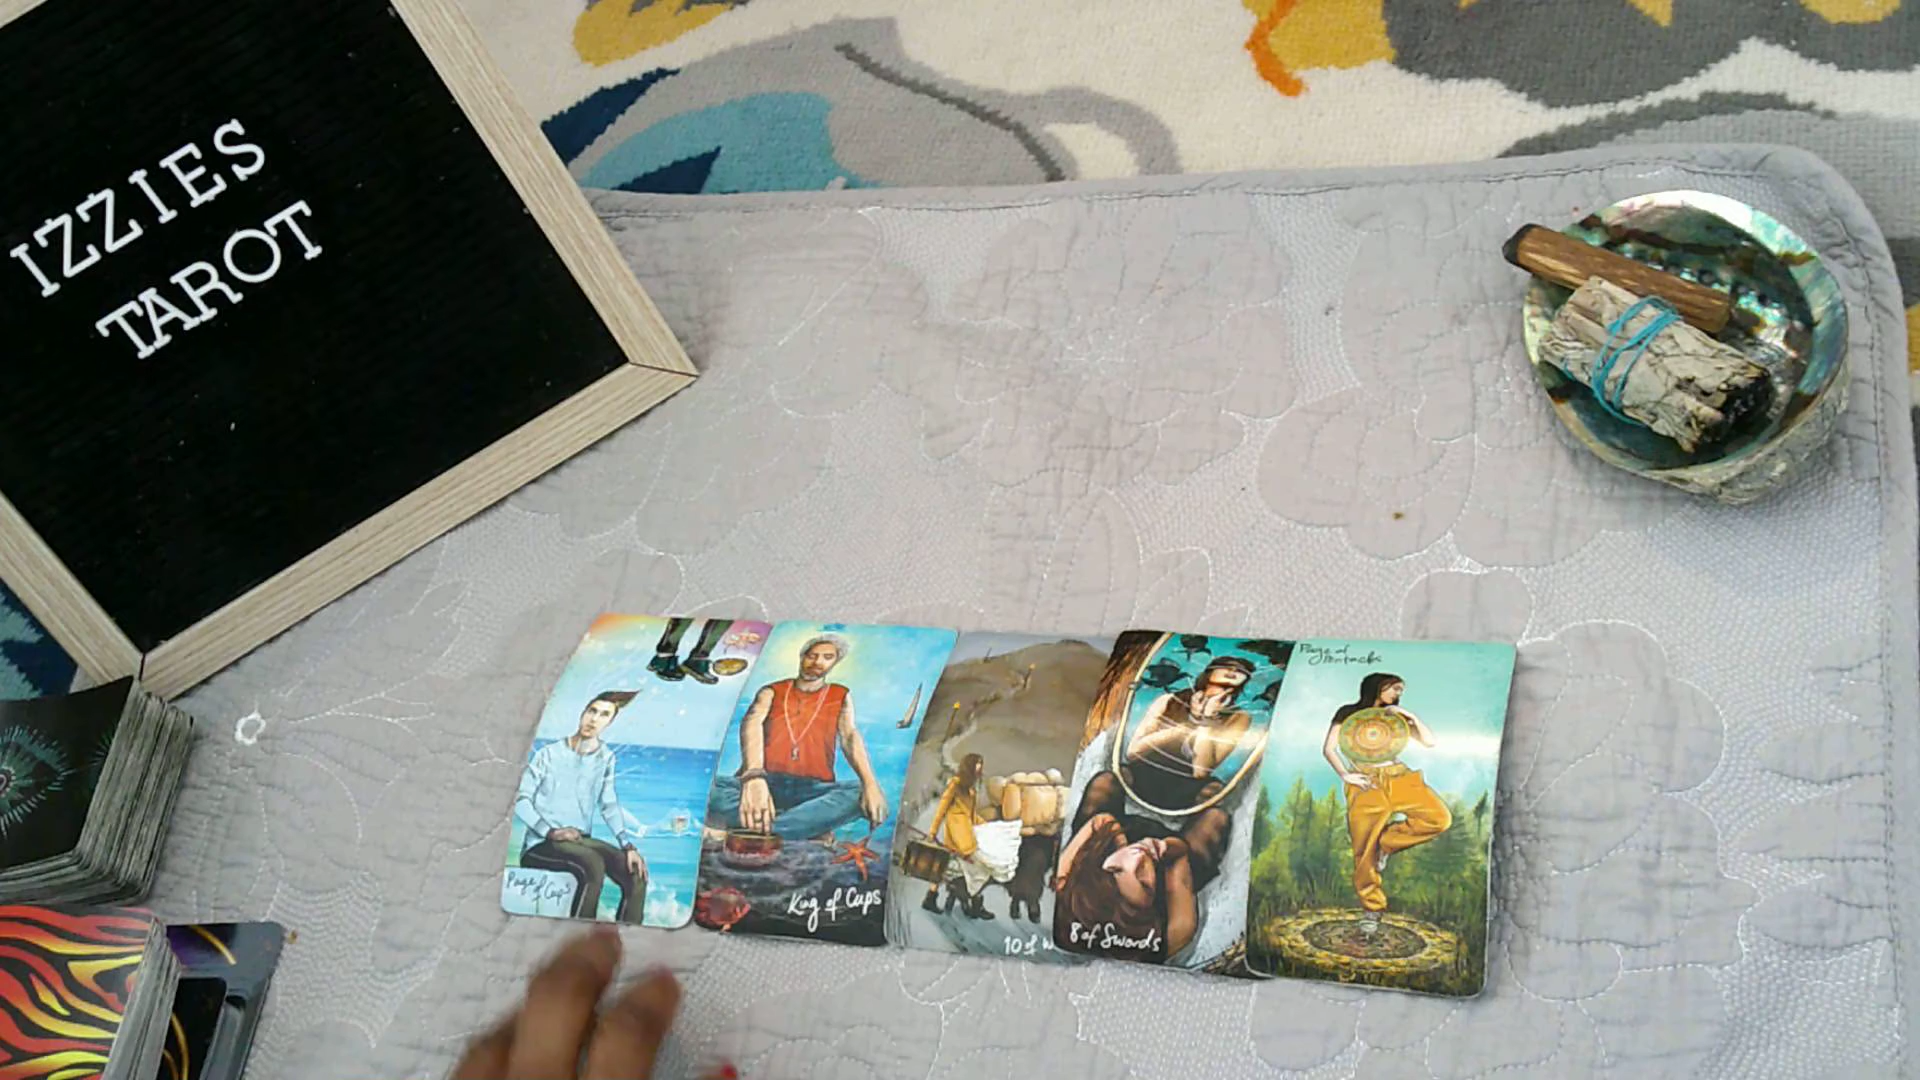 IZZIES
TAROT
Page of Cups
King of Cups
10 of W
8 of Swords
Page of
Pentacles